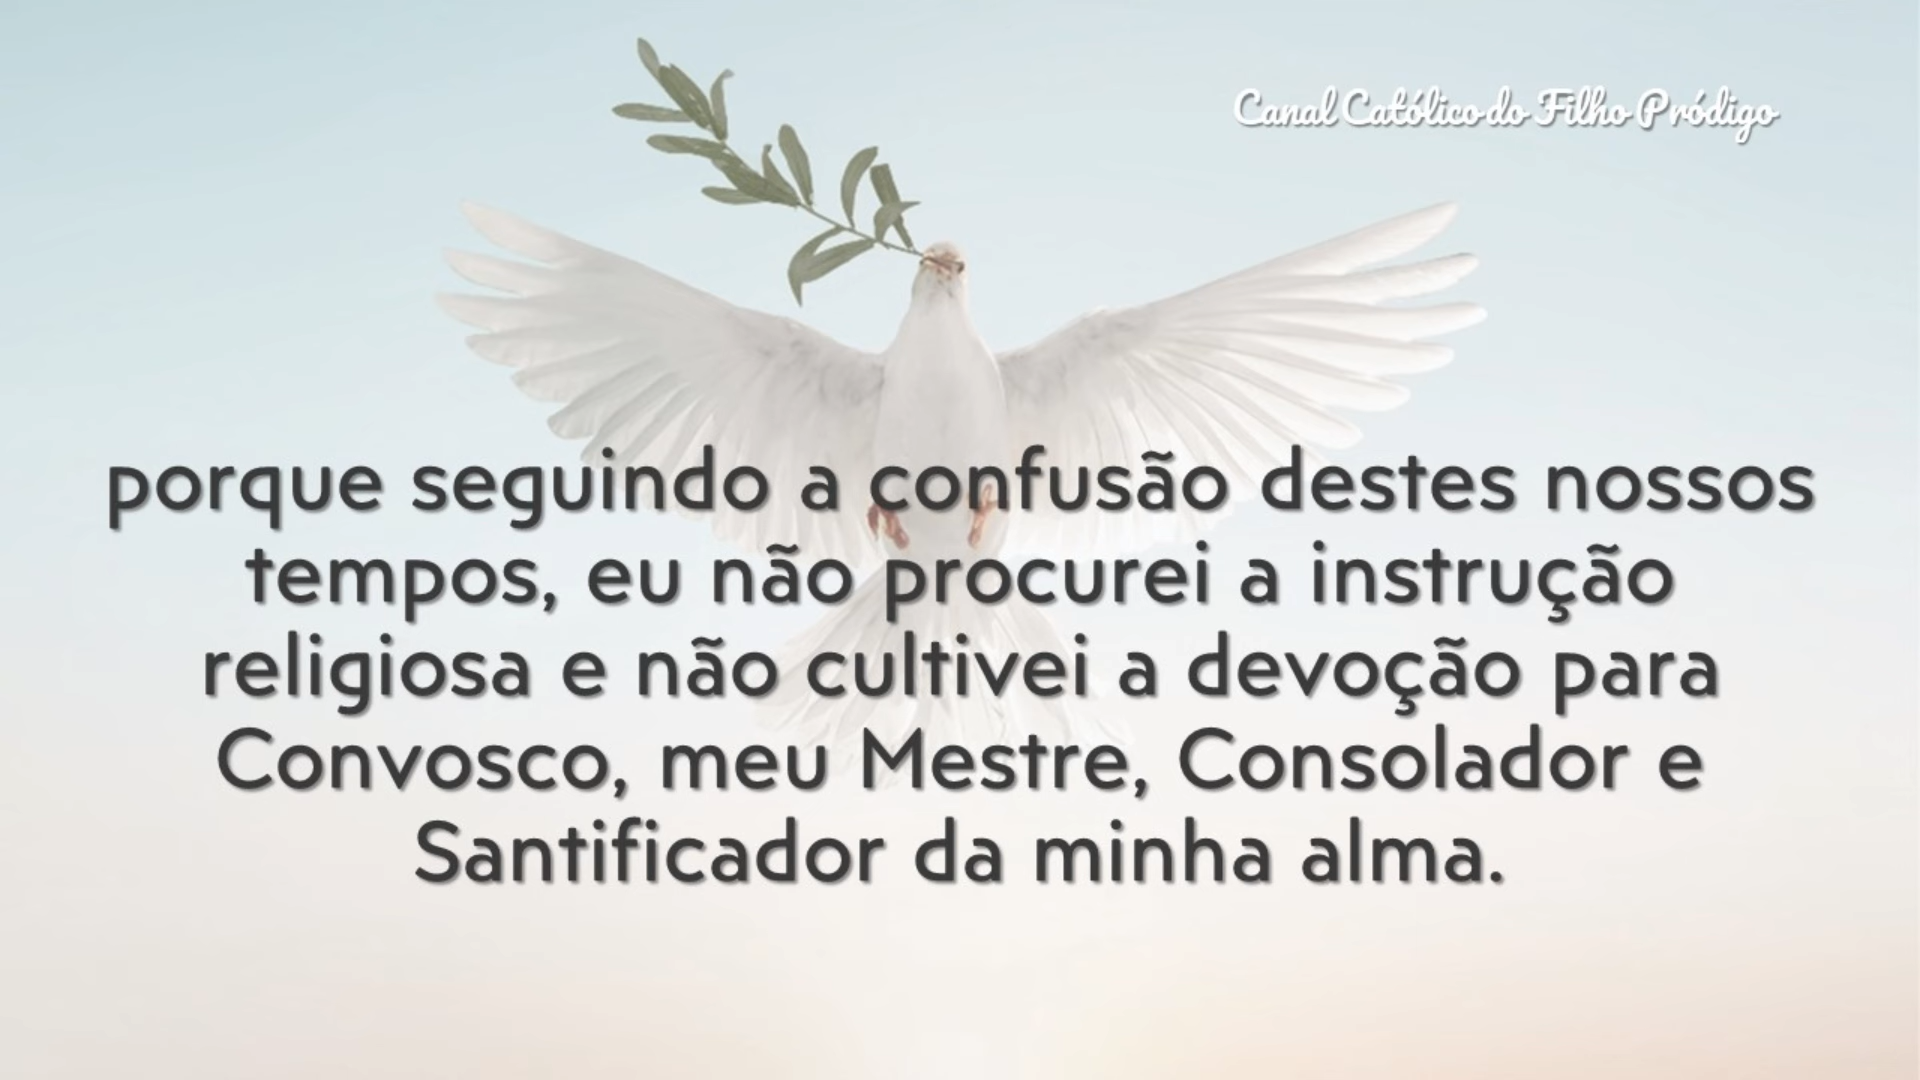 Canal Católico do Filho Pródigo
porque seguindo a confusão destes nossos
tempos, eu não procurei a instrução
religiosa e não cultivei a devoção para
Convosco, meu Mestre, Consolador e
Santificador da minha alma.